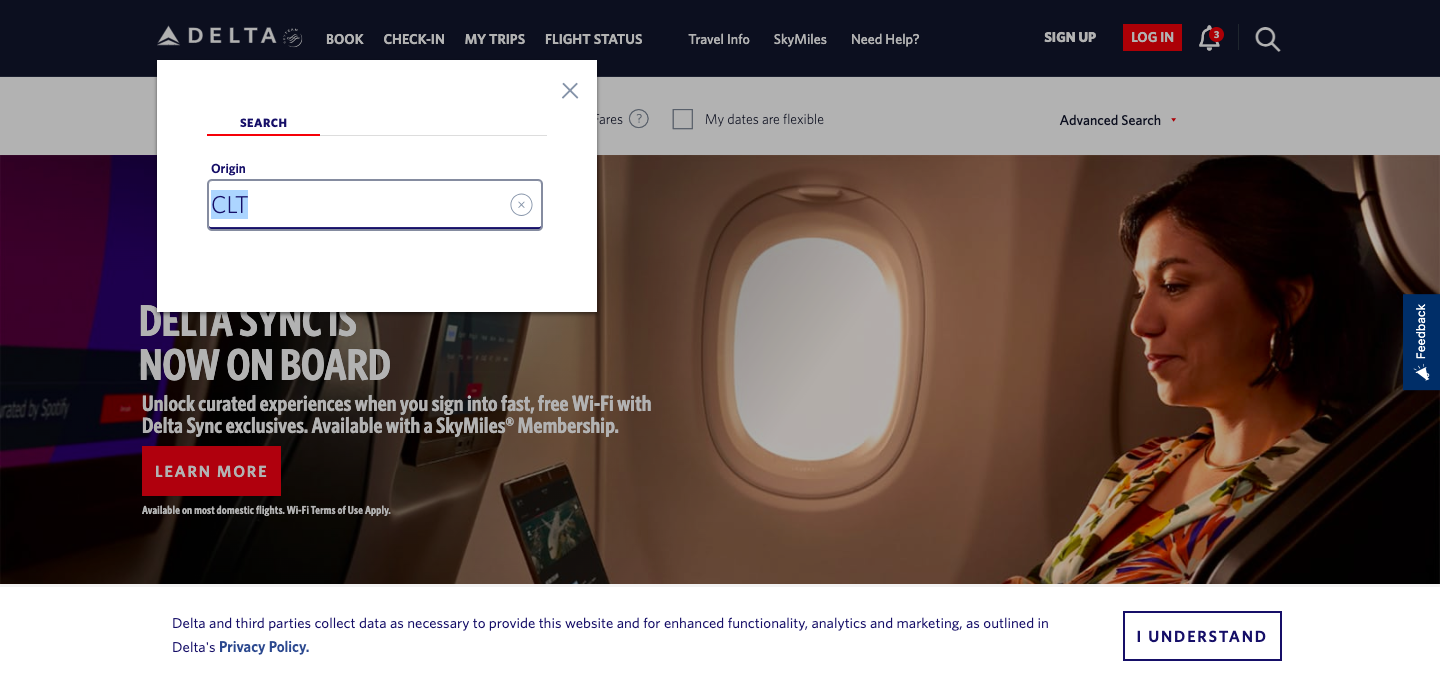 DELTA
BOOK
CHECK-IN
MY TRIPS
FLIGHT STATUS
Travel Info
SkyMiles
Need Help?
SIGN UP
LOG IN
3
SEARCH
Origin
CLT
Fares
?
My dates are flexible
Advanced Search
DELTA SYNC IS
NOW ON BOARD
Unlock curated experiences when you sign into fast, free Wi-Fi with
Delta Sync exclusives. Available with a SkyMiles® Membership.
LEARN MORE
Available on most domestic flights. Wi-Fi Terms of Use Apply.
by Spotify
Feedback
Delta and third parties collect data as necessary to provide this website and for enhanced functionality, analytics and marketing, as outlined in
Delta's Privacy Policy.
I UNDERSTAND